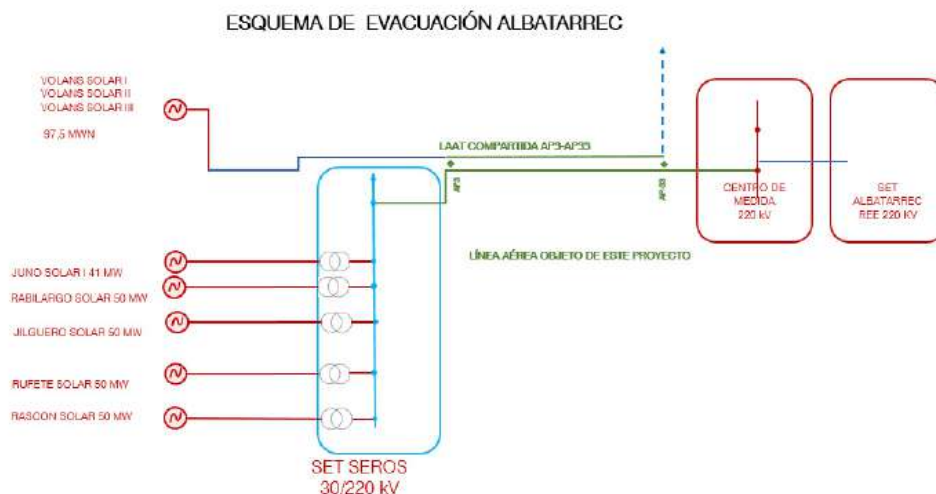 ESQUEMA DE EVACUACIÓN ALBATARREC
VOLANS SOLAR I
VOLANS SOLAR II
VOLANS SOLAR III
97,5 MWN
LAAT COMPARTIDA AP3-AP33
AP3
AP-33
CENTRO DE
MEDIDA
220 kV
SET
ALBATARREC
REE 220 KV
LÍNEA AÉREA OBJETO DE ESTE PROYECTO
JUNO SOLAR I 41 MW
RABILARGO SOLAR 50 MW
JILGUERO SOLAR 50 MW
RUFETE SOLAR 50 MW
RASCON SOLAR 50 MW
SET SEROS
30/220 kV